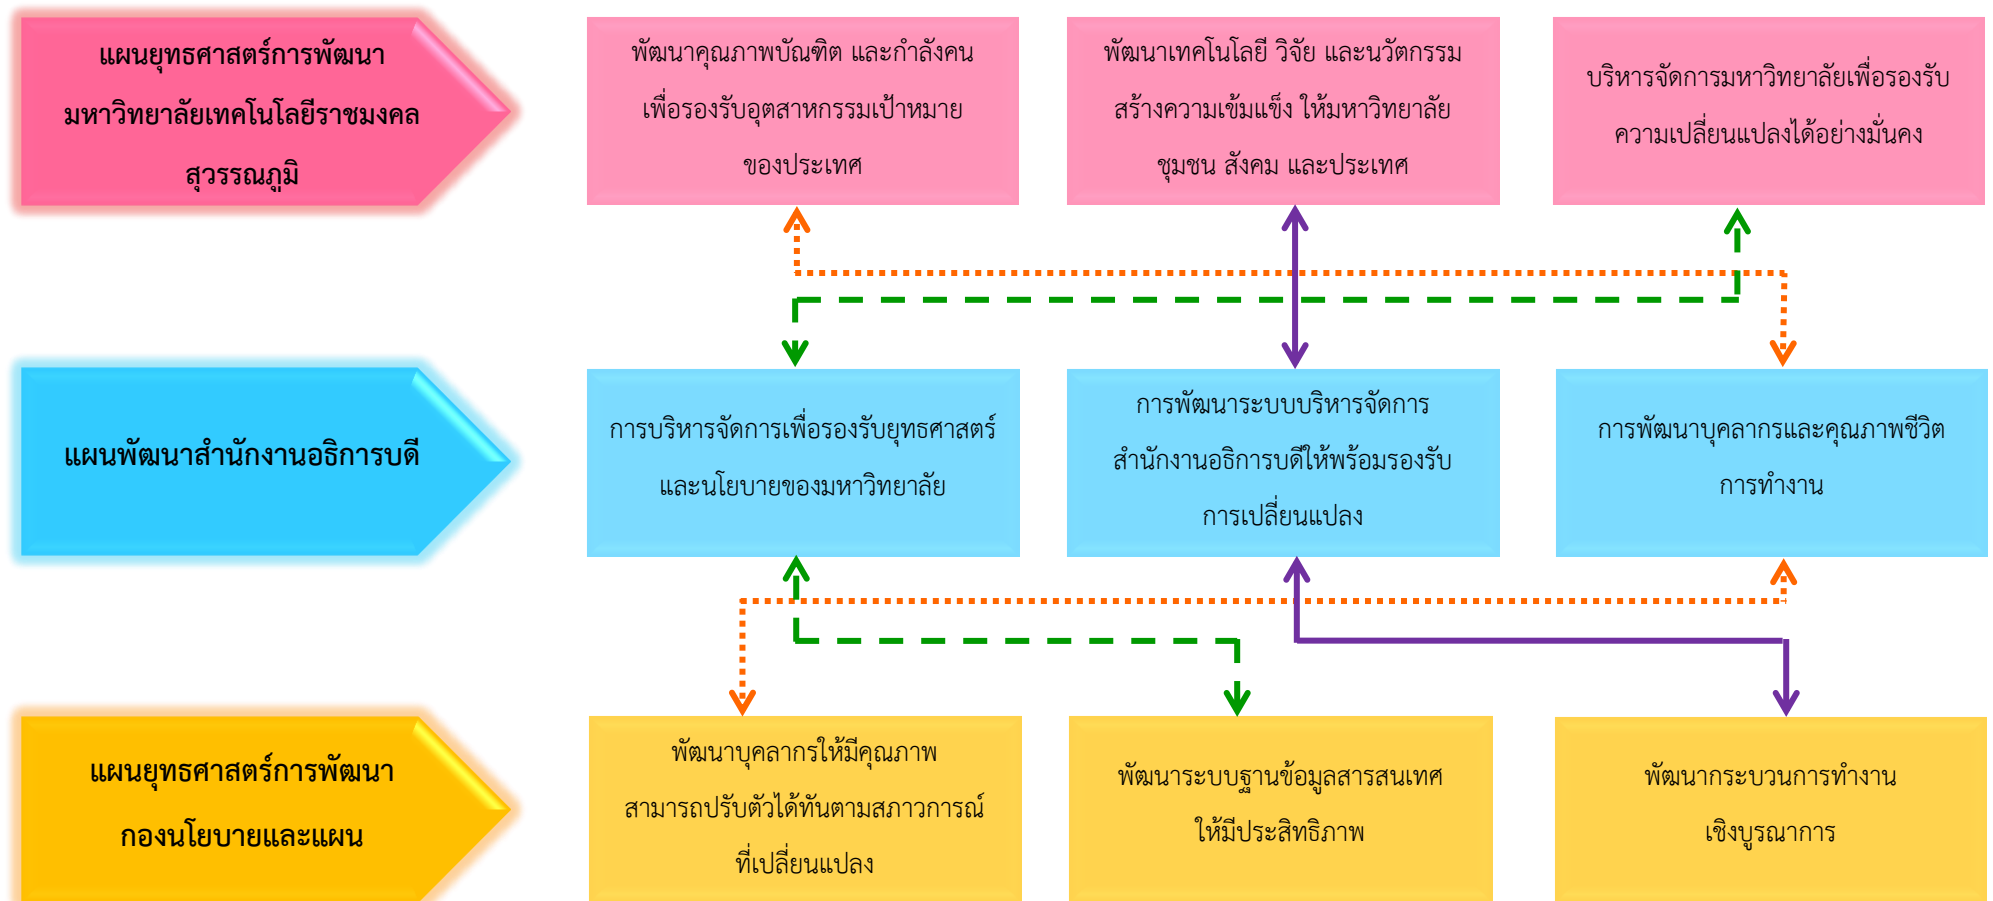 แผนยุทธศาสตร์การพัฒนา
มหาวิทยาลัยเทคโนโลยีราชมงคล
สุวรรณภูมิ
พัฒนาคุณภาพบัณฑิต และกำลังคน
เพื่อรองรับอุตสาหกรรมเป้าหมาย
ของประเทศ
พัฒนาเทคโนโลยี วิจัย และนวัตกรรม
สร้างความเข้มแข็ง ให้มหาวิทยาลัย
ชุมชน สังคม และประเทศ
บริหารจัดการมหาวิทยาลัยเพื่อรองรับ
ความเปลี่ยนแปลงได้อย่างมั่นคง
แผนพัฒนาสำนักงานอธิการบดี
การบริหารจัดการเพื่อรองรับยุทธศาสตร์
และนโยบายของมหาวิทยาลัย
การพัฒนาระบบบริหารจัดการ
สำนักงานอธิการบดีให้พร้อมรองรับ
การเปลี่ยนแปลง
การพัฒนาบุคลากรและคุณภาพชีวิต
การทำงาน
แผนยุทธศาสตร์การพัฒนา
กองนโยบายและแผน
พัฒนาบุคลากรให้มีคุณภาพ
สามารถปรับตัวได้ทันตามสภาวการณ์
ที่เปลี่ยนแปลง
พัฒนาระบบฐานข้อมูลสารสนเทศ
ให้มีประสิทธิภาพ
พัฒนากระบวนการทำงาน
เชิงบูรณาการ